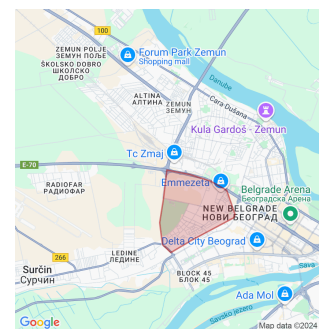 100
ZEMUN POLJE
ЗЕМУН ПОЉЕ
Forum Park Zemun
Shopping mall
ŠKOLSKO DOBRO
ШКОЛСКО
ДОБРО
Danube
ALTINA
АЛТИНА
ZEMUN
ЗЕМУН
Cara Dušana
Kula Gardoš - Zemun
Tc Zmaj
E-70
RADIOFAR
РАДИОФАР
Emmezeta
Belgrade Arena
Београдска Арена
NEW BELGRADE
НОВИ БЕОГРАД
LEDINE
ЛЕДИНЕ
Delta City Beograd
266
Sava
Surčin
Сурчин
BLOCK 45
БЛОК 45
Ada Mol
Savsko jezero
Google
Map data ©2024